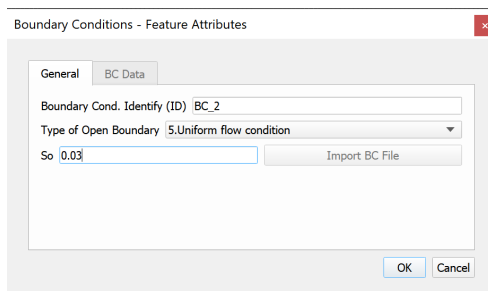 Boundary Conditions - Feature Attributes
×
General BC Data
Boundary Cond. Identify (ID) BC_2
Type of Open Boundary 5.Uniform flow condition
So 0.03 Import BC File
OK Cancel